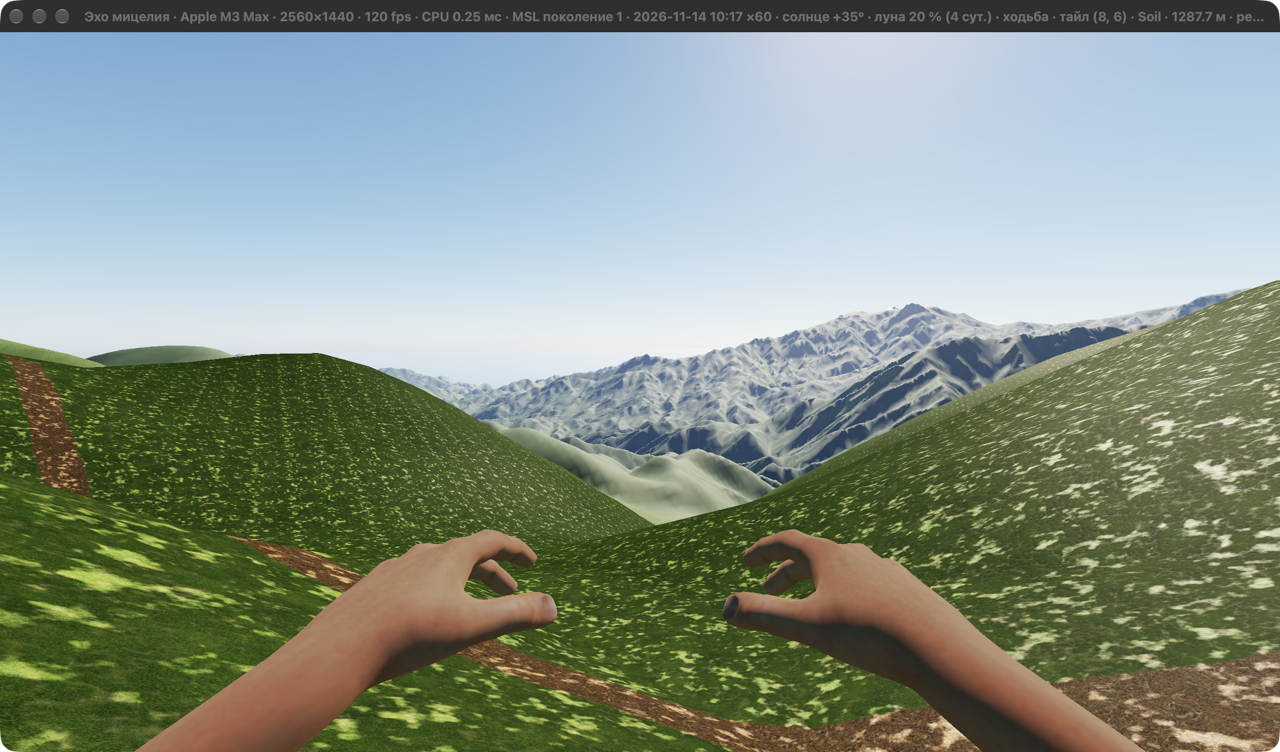 Эхо мицелия · Apple M3 Max · 2560×1440 · 120 fps · CPU 0.25 мс · MSL поколение 1 · 2026-11-14 10:17 ×60 · солнце +35° · луна 20 % (4 сут.) · ходьба · тайл (8, 6) · Soil · 1287.7 м · ре...